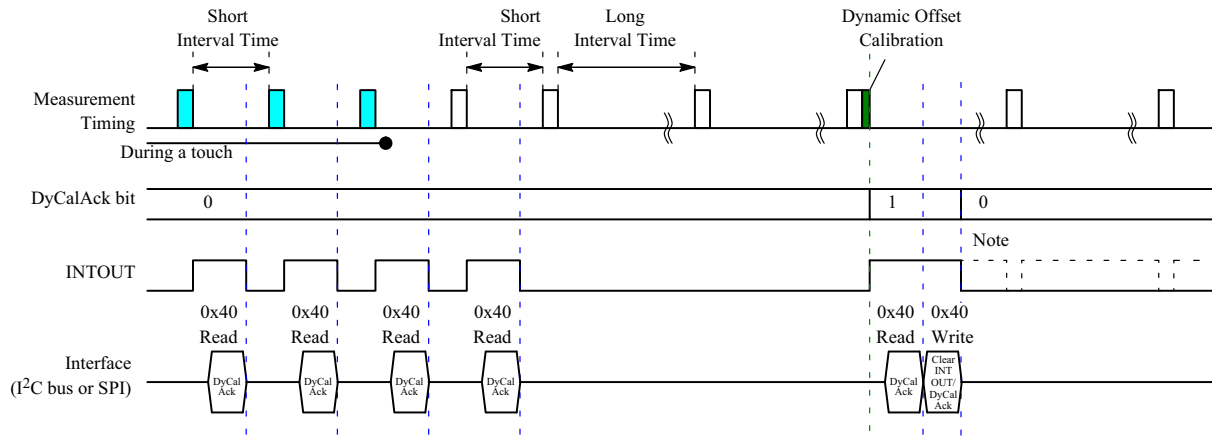 Short
Interval Time
Short
Interval Time
Long
Interval Time
Dynamic Offset
Calibration
Measurement
Timing
During a touch
DyCalAck bit
0
1
0
Note
INTOUT
0x40
Read
0x40
Read
0x40
Read
0x40
Read
0x40
Read
0x40
Write
Interface
(I²C bus or SPI)
DyCal
Ack
DyCal
Ack
DyCal
Ack
DyCal
Ack
DyCal
Ack
Clear
INT
OUT/
DyCal
Ack